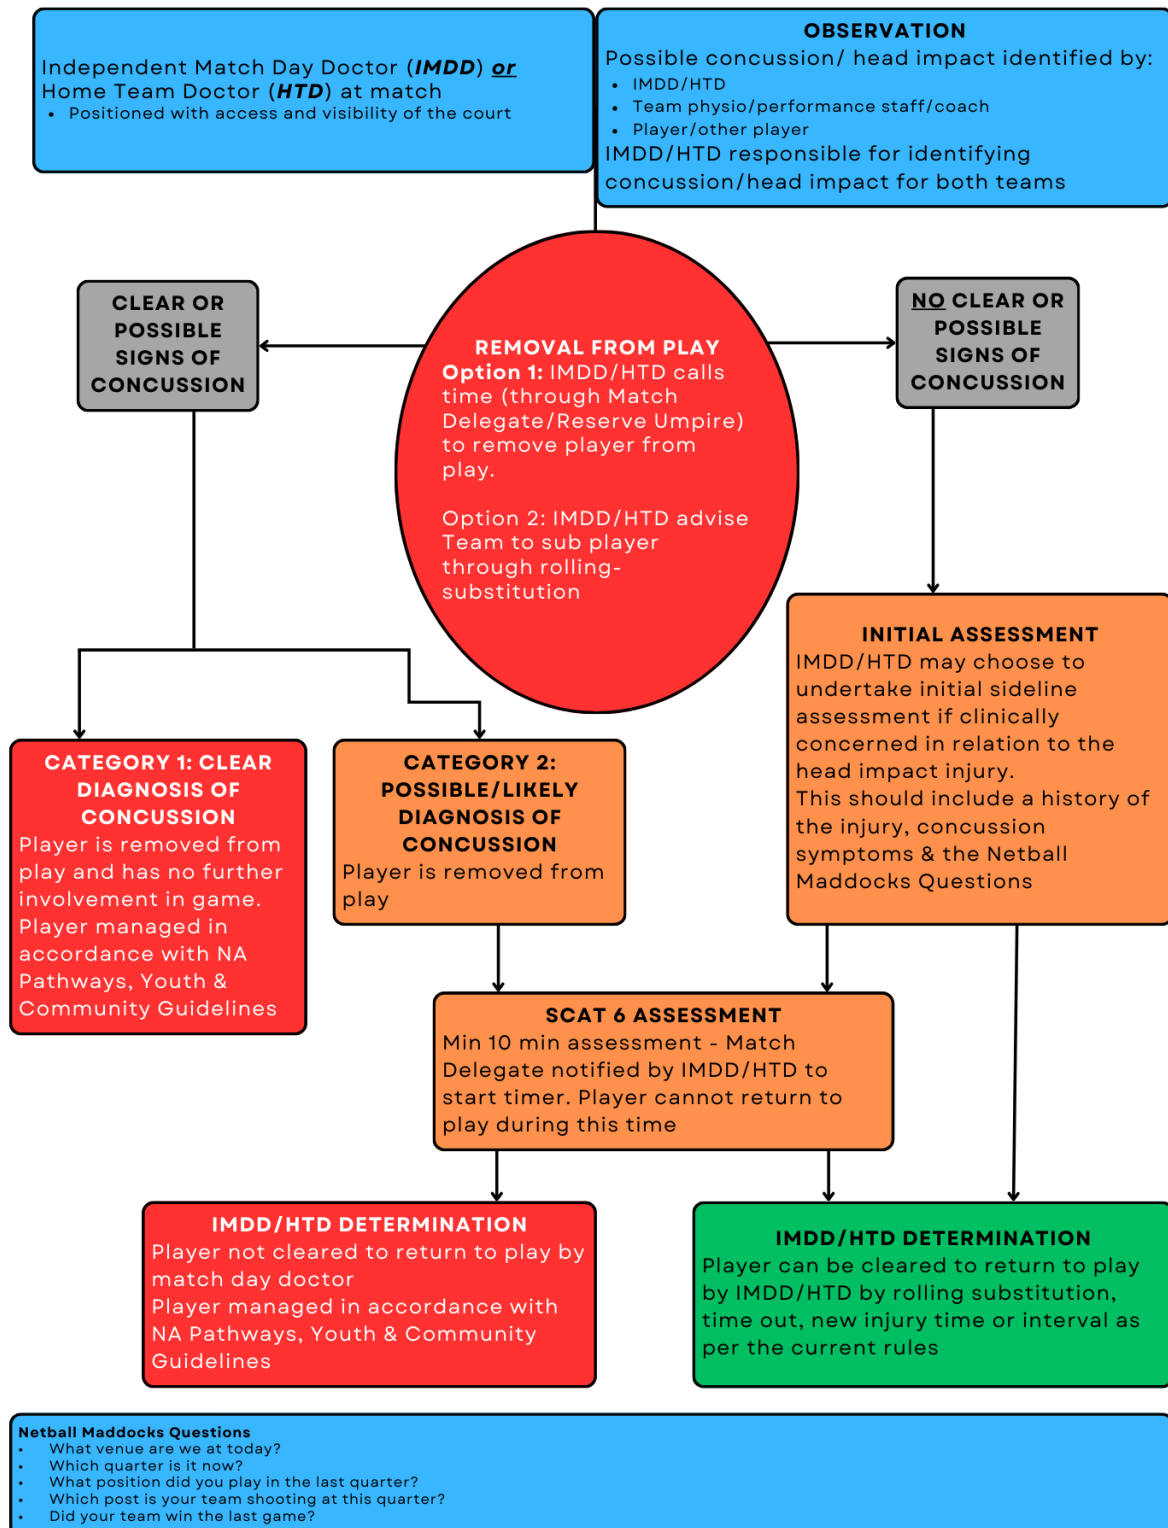 Independent Match Day Doctor (IMDD) or
Home Team Doctor (HTD) at match
• Positioned with access and visibility of the court
OBSERVATION
Possible concussion/ head impact identified by:
• IMDD/HTD
• Team physio/performance staff/coach
• Player/other player
IMDD/HTD responsible for identifying
concussion/head impact for both teams
CLEAR OR
POSSIBLE
SIGNS OF
CONCUSSION
REMOVAL FROM PLAY
Option 1: IMDD/HTD calls
time (through Match
Delegate/Reserve Umpire)
to remove player from
play.
Option 2: IMDD/HTD advise
Team to sub player
through rolling-
substitution
NO CLEAR OR
POSSIBLE
SIGNS OF
CONCUSSION
INITIAL ASSESSMENT
IMDD/HTD may choose to
undertake initial sideline
assessment if clinically
concerned in relation to the
head impact injury.
This should include a history of
the injury, concussion
symptoms & the Netball
Maddocks Questions
CATEGORY 1: CLEAR
DIAGNOSIS OF
CONCUSSION
Player is removed from
play and has no further
involvement in game.
Player managed in
accordance with NA
Pathways, Youth &
Community Guidelines
CATEGORY 2:
POSSIBLE/LIKELY
DIAGNOSIS OF
CONCUSSION
Player is removed from
play
SCAT 6 ASSESSMENT
Min 10 min assessment - Match
Delegate notified by IMDD/HTD to
start timer. Player cannot return to
play during this time
IMDD/HTD DETERMINATION
Player not cleared to return to play by
match day doctor
Player managed in accordance with
NA Pathways, Youth & Community
Guidelines
IMDD/HTD DETERMINATION
Player can be cleared to return to play
by IMDD/HTD by rolling substitution,
time out, new injury time or interval as
per the current rules
Netball Maddocks Questions
• What venue are we at today?
• Which quarter is it now?
• What position did you play in the last quarter?
• Which post is your team shooting at this quarter?
• Did your team win the last game?